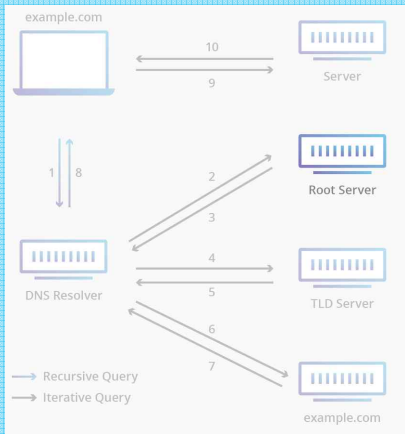 example.com
10
9
Server
1
8
2
3
Root Server
4
5
DNS Resolver
TLD Server
6
7
Recursive Query
Iterative Query
example.com